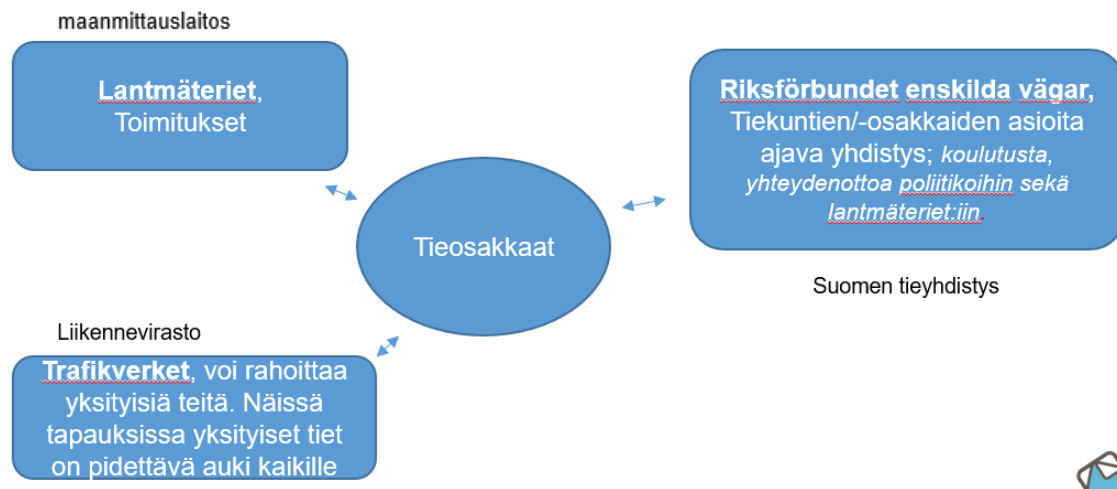 maanmittauslaitos
Lantmäteriet,
Toimitukset
Riksförbundet enskilda vägar,
Tiekuntien/-osakkaiden asioita
ajava yhdistys; koulutusta,
yhteydenottoa poliitikoihin sekä
lantmäteriet:iin.
Tieosakkaat
Suomen tieyhdistys
Liikennevirasto
Trafikverket, voi rahoittaa
yksityisiä teitä. Näissä
tapauksissa yksityiset tiet
on pidettävä auki kaikille